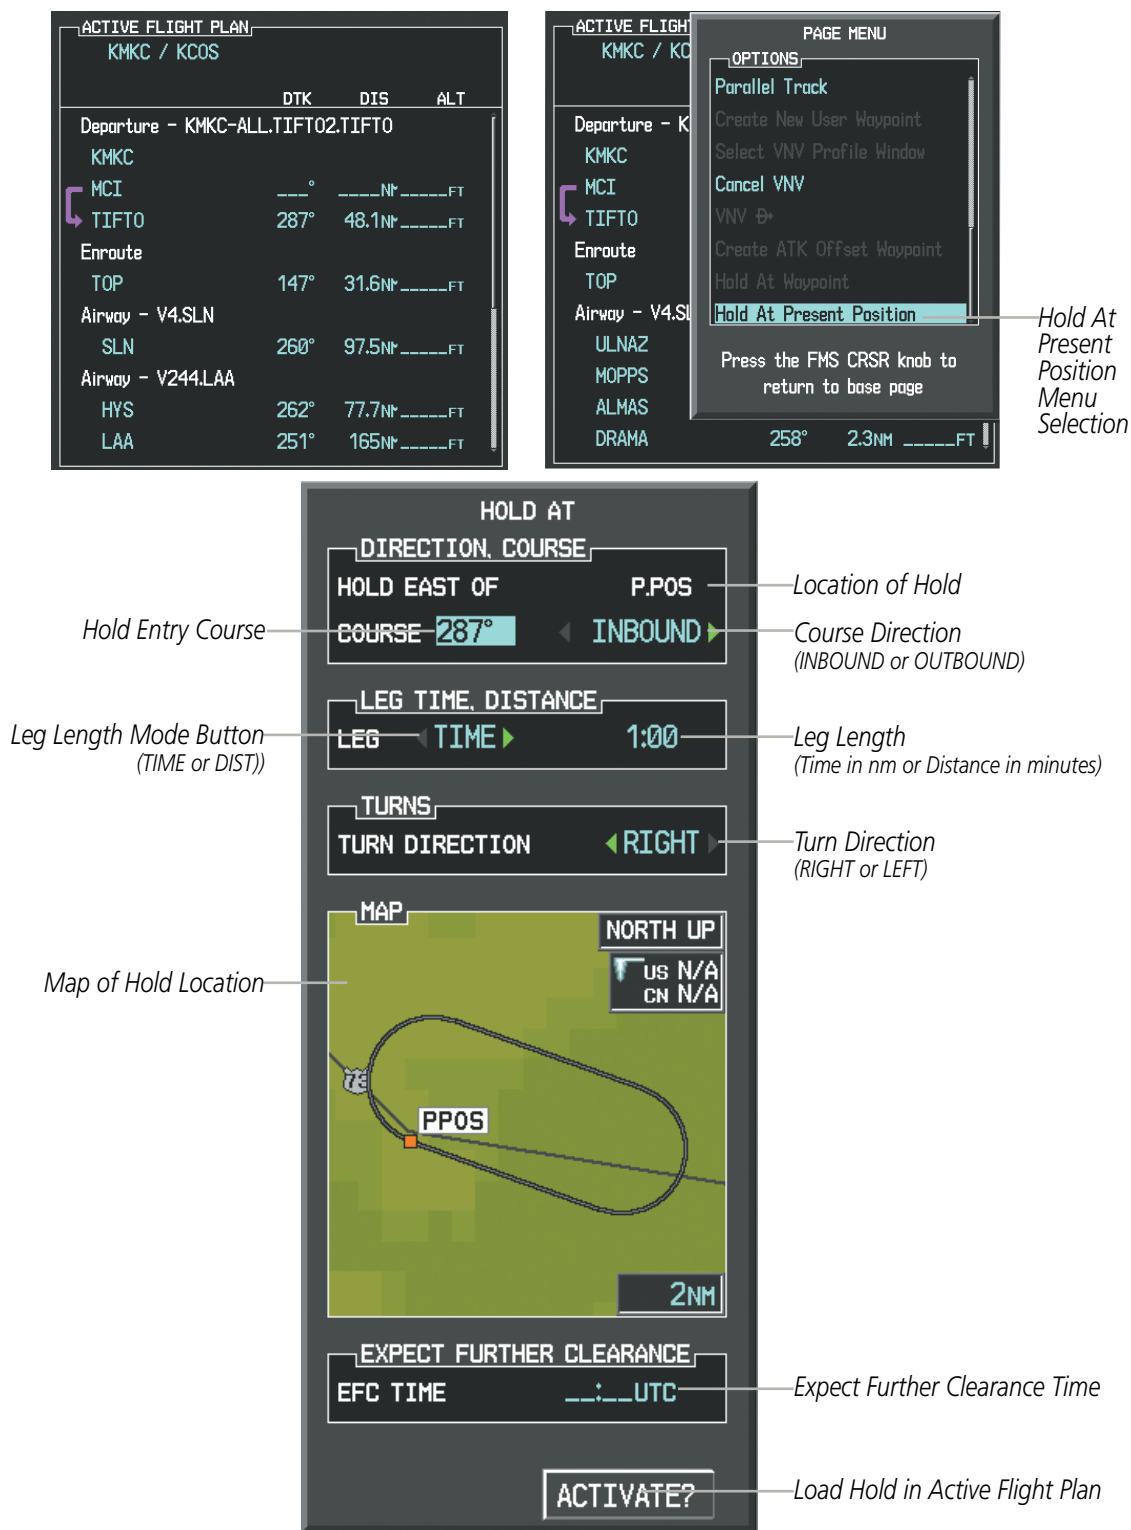 ACTIVE FLIGHT PLAN
KMKC / KCOS
DTK DIS ALT
Departure – KMKC-ALL.TIFTO2.TIFTO
KMKC
MCI ___° ____NM _____FT
TIFTO 287° 48.1NM _____FT
Enroute
TOP 147° 31.6NM _____FT
Airway – V4.SLN
SLN 260° 97.5NM _____FT
Airway – V244.LAA
HYS 262° 77.7NM _____FT
LAA 251° 165NM _____FT
ACTIVE FLIGH
KMKC / KC
Departure – K
KMKC
MCI
TIFTO
Enroute
TOP
Airway – V4.SL
ULNAZ
MOPPS
ALMAS
DRAMA 258° 2.3NM _____FT
PAGE MENU
OPTIONS
Parallel Track
Create New User Waypoint
Select VNV Profile Window
Cancel VNV
VNV D
Create ATK Offset Waypoint
Hold At Waypoint
Hold At Present Position
Press the FMS CRSR knob to
return to base page
Hold At
Present
Position
Menu
Selection
HOLD AT
DIRECTION, COURSE
HOLD EAST OF P.POS
Location of Hold
Hold Entry Course
COURSE 287° INBOUND
Course Direction
(INBOUND or OUTBOUND)
LEG TIME, DISTANCE
Leg Length Mode Button
(TIME or DIST))
LEG TIME 1:00
Leg Length
(Time in nm or Distance in minutes)
TURNS
TURN DIRECTION RIGHT
Turn Direction
(RIGHT or LEFT)
MAP
NORTH UP
US N/A
CN N/A
Map of Hold Location
73
PPOS
2NM
EXPECT FURTHER CLEARANCE
EFC TIME __:__UTC
Expect Further Clearance Time
ACTIVATE?
Load Hold in Active Flight Plan